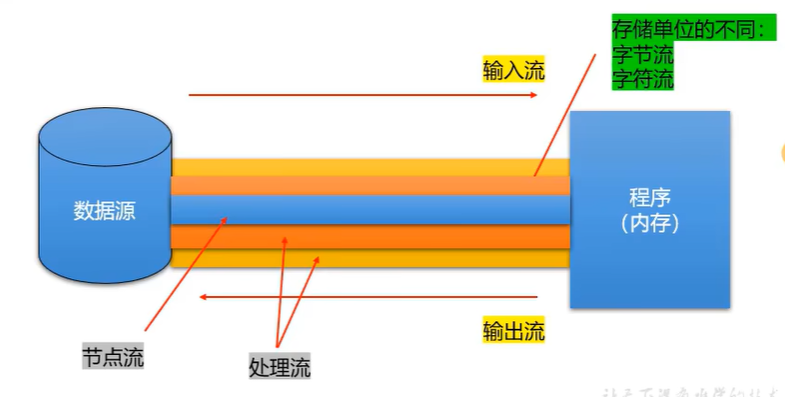 存储单位的不同：
字节流
字符流
输入流
数据源
程序
（内存）
输出流
节点流
处理流